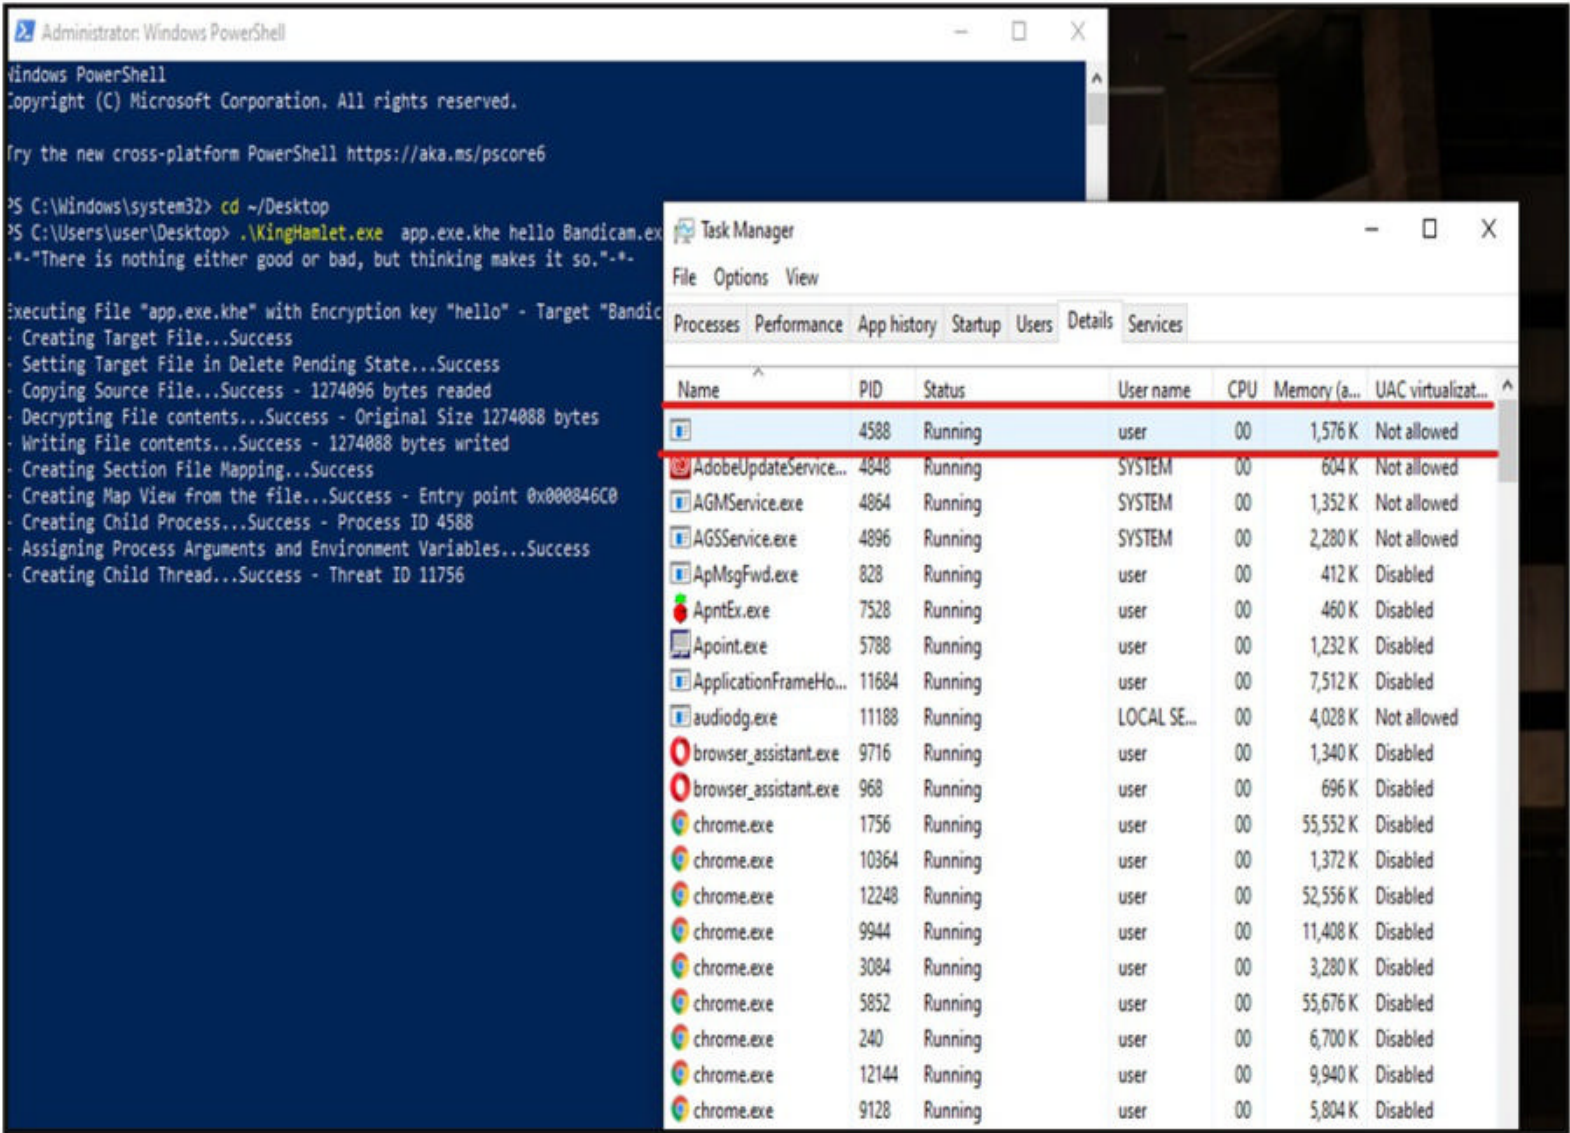 Administrator: Windows PowerShell
Windows PowerShell
Copyright (C) Microsoft Corporation. All rights reserved.
Try the new cross-platform PowerShell https://aka.ms/pscore6
PS C:\Windows\system32> cd ~/Desktop
PS C:\Users\user\Desktop> .\KingHamlet.exe  app.exe.khe hello Bandicam.ex
-*-"There is nothing either good or bad, but thinking makes it so."-*-
Executing File "app.exe.khe" with Encryption key "hello" - Target "Bandic
- Creating Target File...Success
- Setting Target File in Delete Pending State...Success
- Copying Source File...Success - 1274096 bytes readed
- Decrypting File contents...Success - Original Size 1274088 bytes
- Writing File contents...Success - 1274088 bytes writed
- Creating Section File Mapping...Success
- Creating Map View from the file...Success - Entry point 0x000846C0
- Creating Child Process...Success - Process ID 4588
- Assigning Process Arguments and Environment Variables...Success
- Creating Child Thread...Success - Threat ID 11756
Task Manager
File Options View
Processes Performance App history Startup Users Details Services
Name PID Status User name CPU Memory (a... UAC virtualizat...
4588 Running user 00 1,576 K Not allowed
AdobeUpdateService... 4848 Running SYSTEM 00 604 K Not allowed
AGMService.exe 4864 Running SYSTEM 00 1,352 K Not allowed
AGSService.exe 4896 Running SYSTEM 00 2,280 K Not allowed
ApMsgFwd.exe 828 Running user 00 412 K Disabled
ApntEx.exe 7528 Running user 00 460 K Disabled
Apoint.exe 5788 Running user 00 1,232 K Disabled
ApplicationFrameHo... 11684 Running user 00 7,512 K Disabled
audiodg.exe 11188 Running LOCAL SE... 00 4,028 K Not allowed
browser_assistant.exe 9716 Running user 00 1,340 K Disabled
browser_assistant.exe 968 Running user 00 696 K Disabled
chrome.exe 1756 Running user 00 55,552 K Disabled
chrome.exe 10364 Running user 00 1,372 K Disabled
chrome.exe 12248 Running user 00 52,556 K Disabled
chrome.exe 9944 Running user 00 11,408 K Disabled
chrome.exe 3084 Running user 00 3,280 K Disabled
chrome.exe 5852 Running user 00 55,676 K Disabled
chrome.exe 240 Running user 00 6,700 K Disabled
chrome.exe 12144 Running user 00 9,940 K Disabled
chrome.exe 9128 Running user 00 5,804 K Disabled